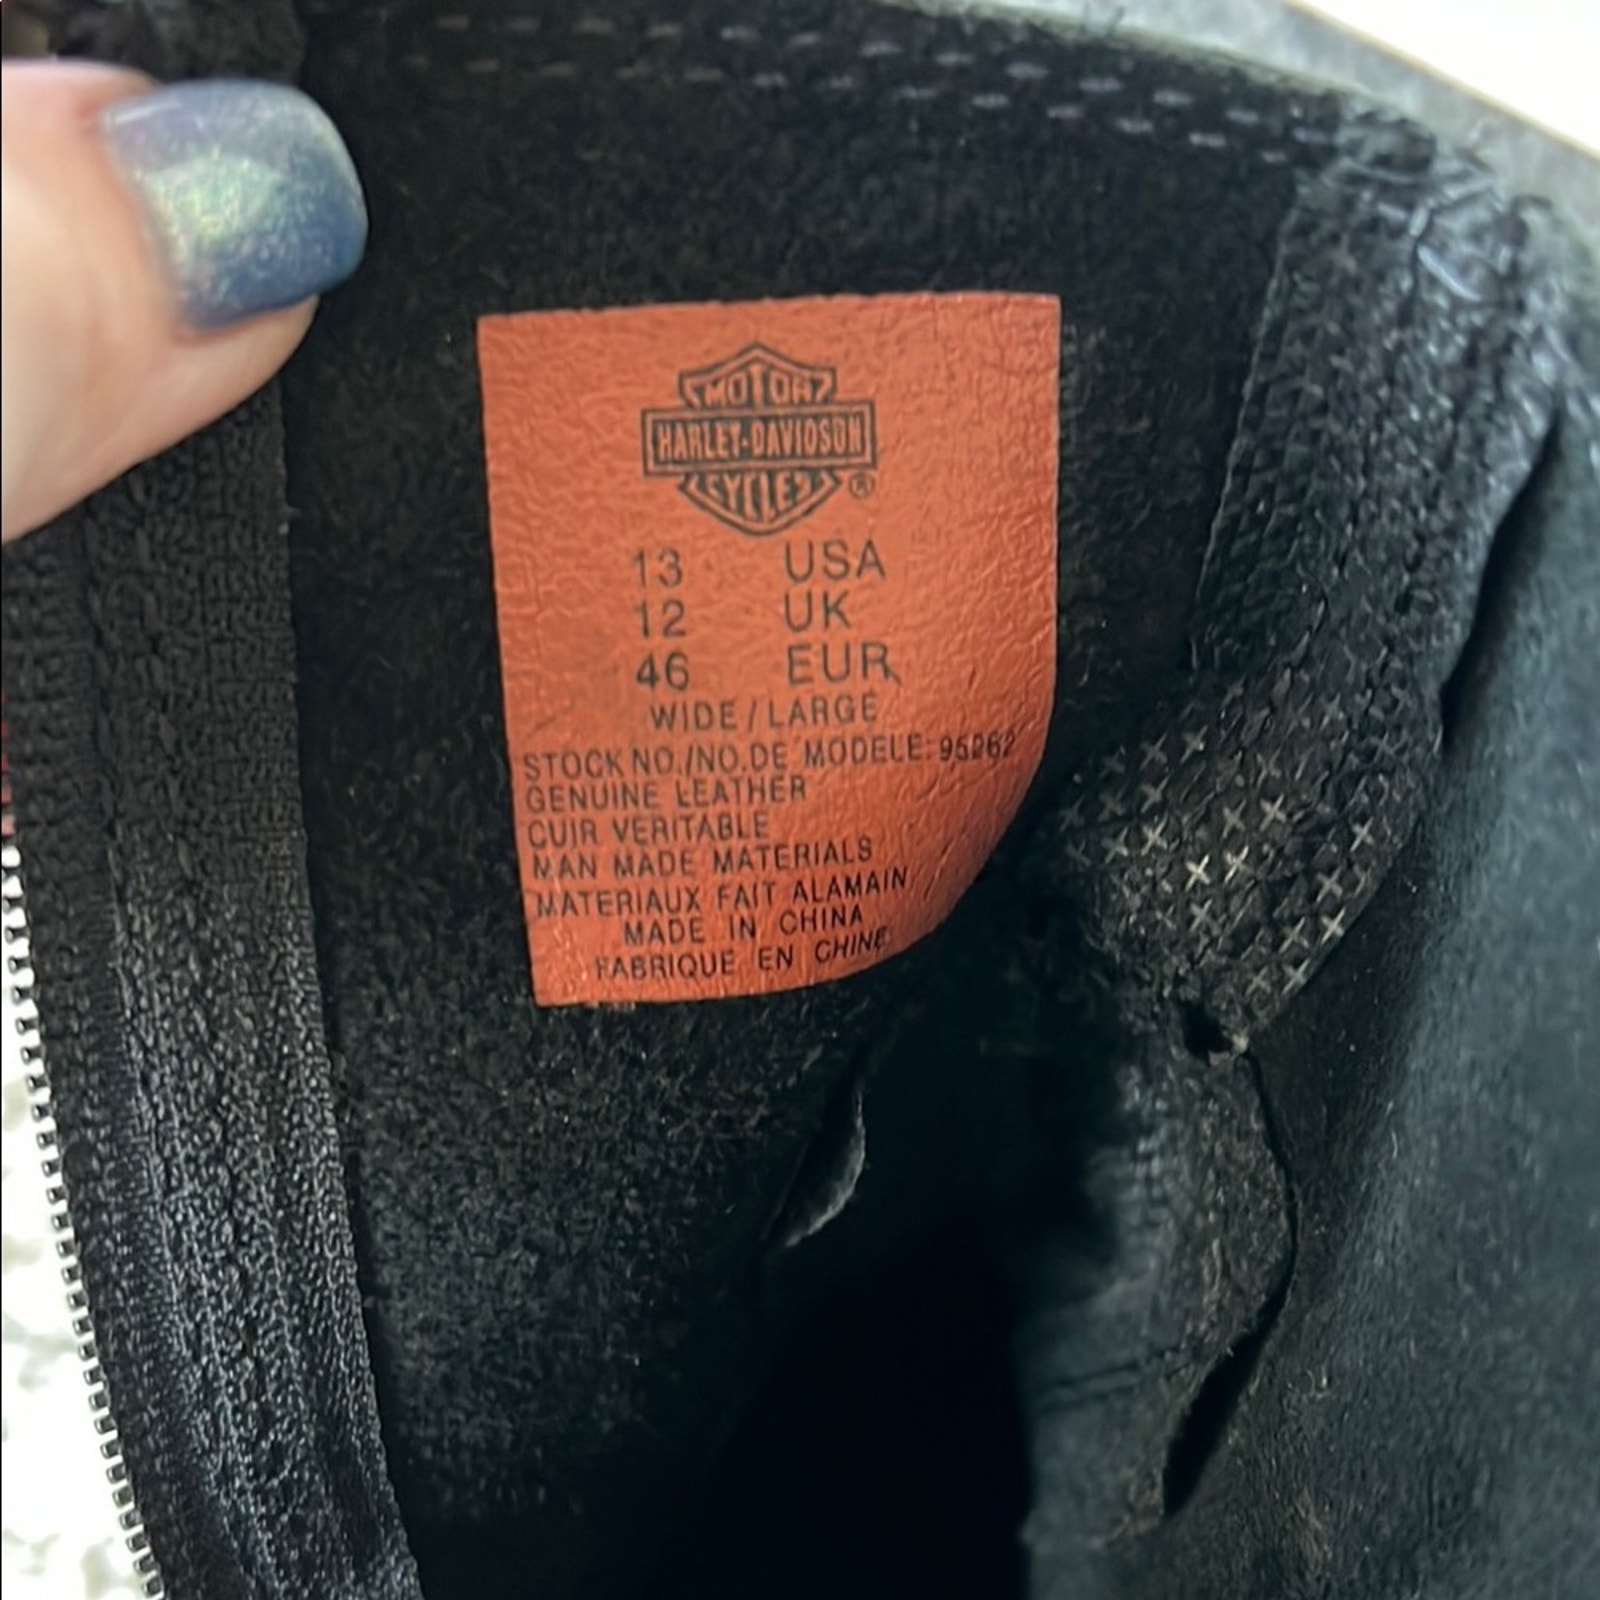 MOTOR
HARLEY-DAVIDSON
CYCLES ®
13 USA
12 UK
46 EUR
WIDE / LARGE
STOCK NO./NO.DE MODELE: 95262
GENUINE LEATHER
CUIR VERITABLE
MAN MADE MATERIALS
MATERIAUX FAIT ALAMAIN
MADE IN CHINA
FABRIQUE EN CHINE